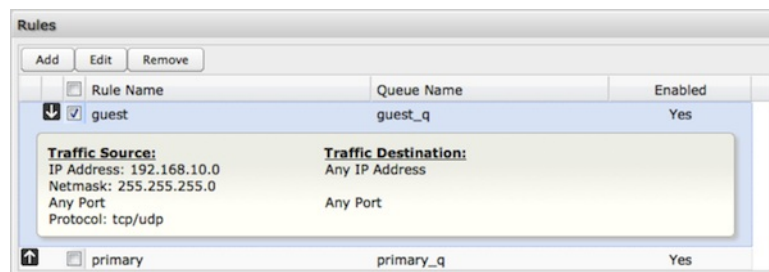 Rules
Add Edit Remove
Rule Name Queue Name Enabled
guest guest_q Yes
Traffic Source: Traffic Destination:
IP Address: 192.168.10.0 Any IP Address
Netmask: 255.255.255.0
Any Port Any Port
Protocol: tcp/udp
primary primary_q Yes